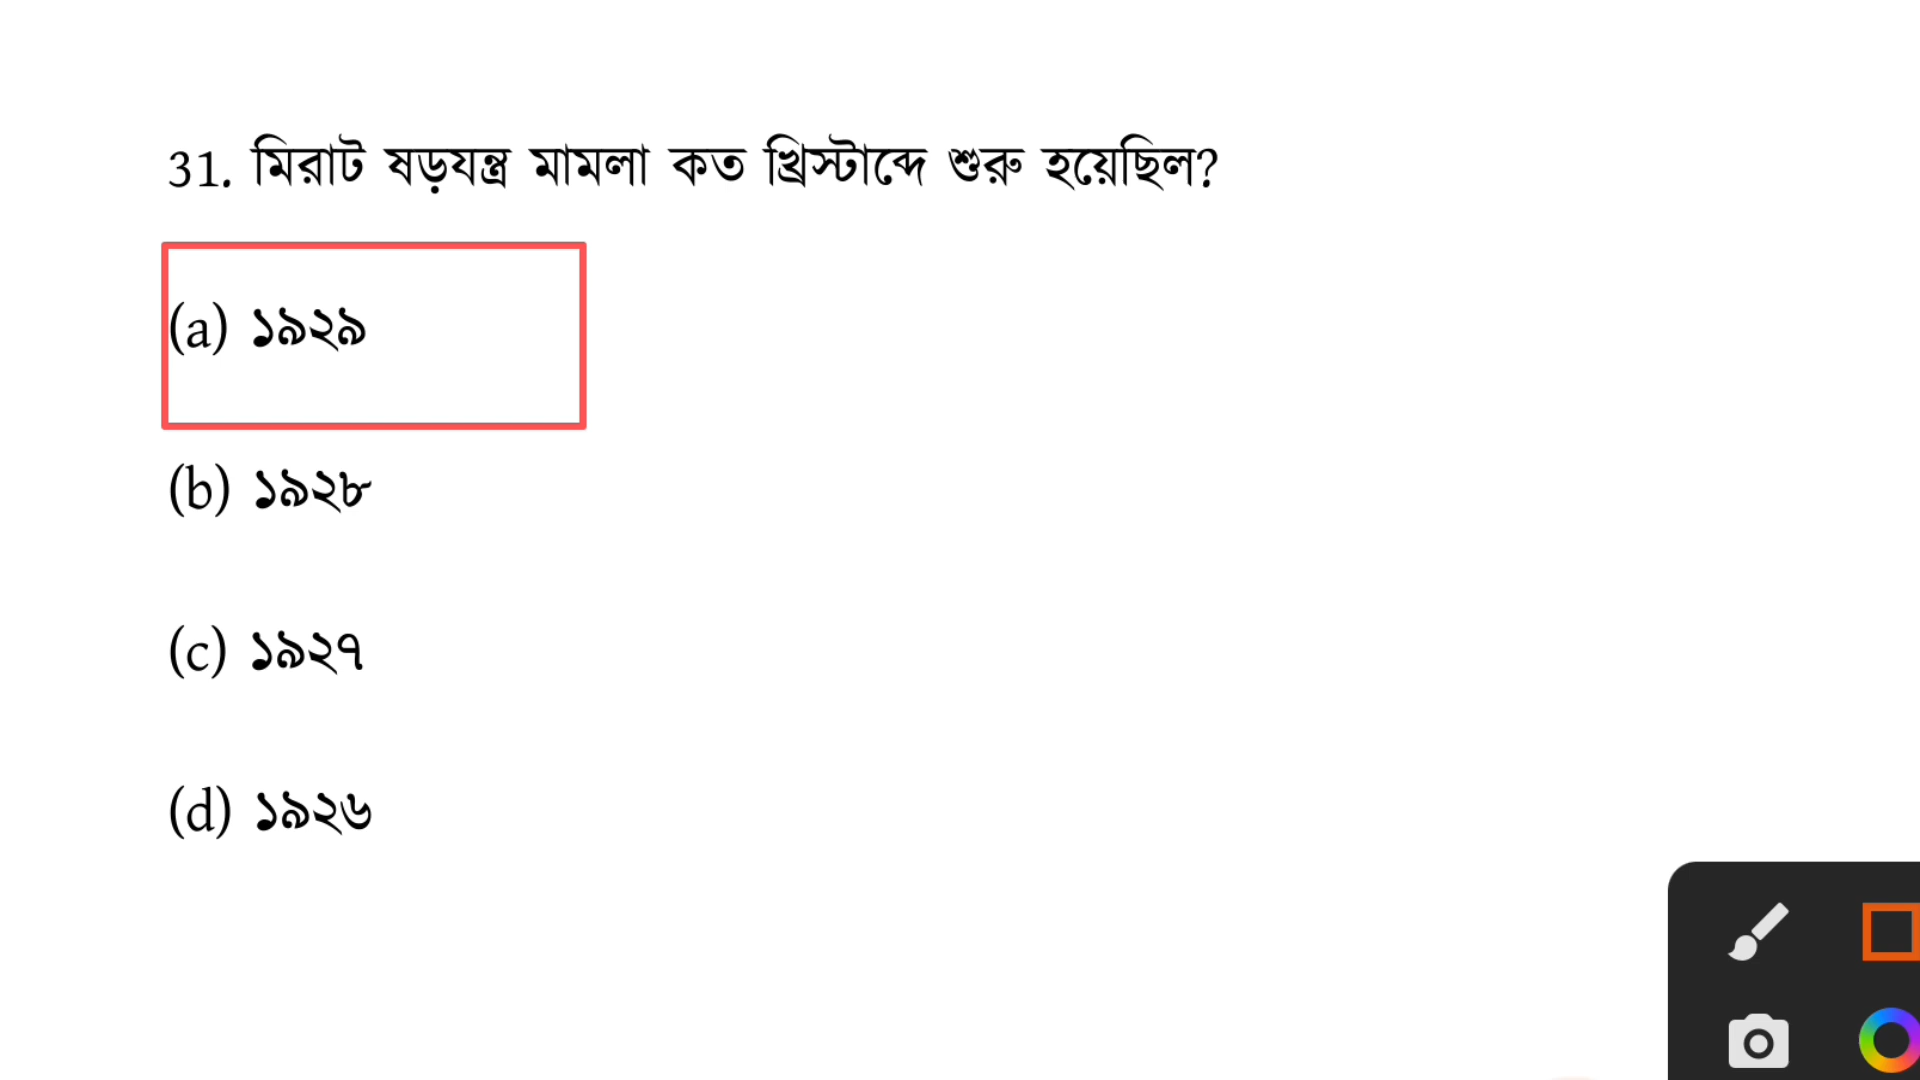 31. মিরাট ষড়যন্ত্র মামলা কত খ্রিস্টাব্দে শুরু হয়েছিল?
(a) ১৯২৯
(b) ১৯২৮
(c) ১৯২৭
(d) ১৯২৬